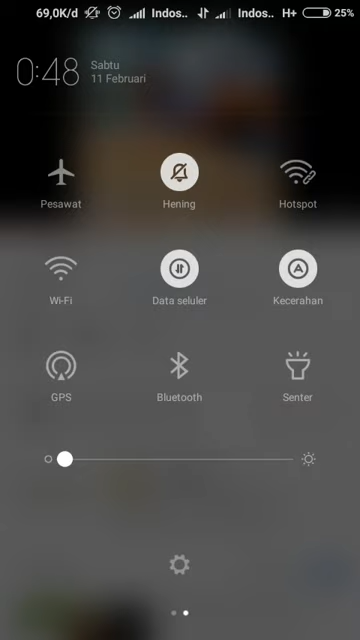 69,0K/d Indos.. Indos.. H+ 25%
0:48
Sabtu
11 Februari
Pesawat Hening Hotspot
Wi-Fi Data seluler Kecerahan
GPS Bluetooth Senter